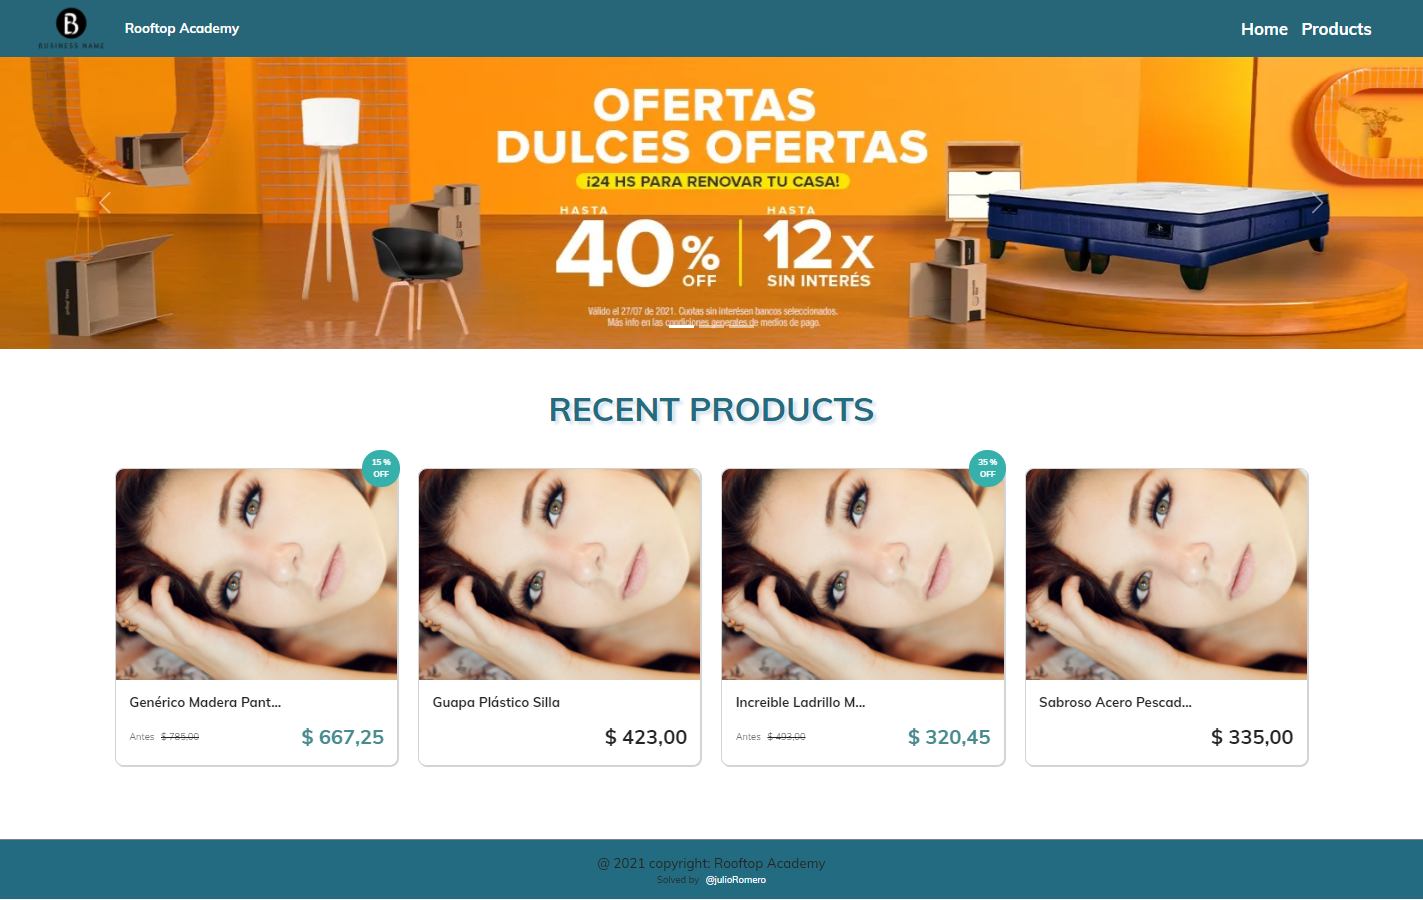 B
BUSINESS NAME
Rooftop Academy
Home Products
OFERTAS
DULCES OFERTAS
¡24 HS PARA RENOVAR TU CASA!
HASTA
40% OFF
HASTA
12X SIN INTERÉS
Válido el 27/07 de 2021. Cuotas sin interésen bancos seleccionados.
Más info en las condiciones generales de medios de pago.
RECENT PRODUCTS
15 %
OFF
Genérico Madera Pant...
Antes $ 785,00 $ 667,25
Guapa Plástico Silla
$ 423,00
35 %
OFF
Increible Ladrillo M...
Antes $ 493,00 $ 320,45
Sabroso Acero Pescad...
$ 335,00
@ 2021 copyright: Rooftop Academy
Solved by @julioRomero